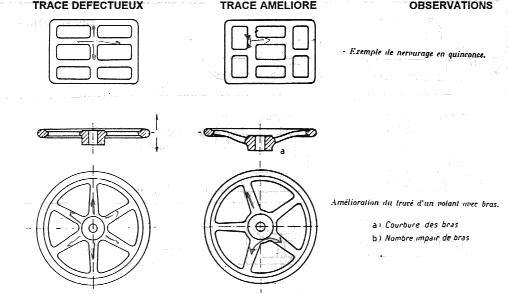 TRACE DEFECTUEUX TRACE AMELIORE OBSERVATIONS
- Exemple de nervurage en quinconce.
a
Amélioration du tracé d'un volant avec bras.
a) Courbure des bras
b) Nombre impair de bras